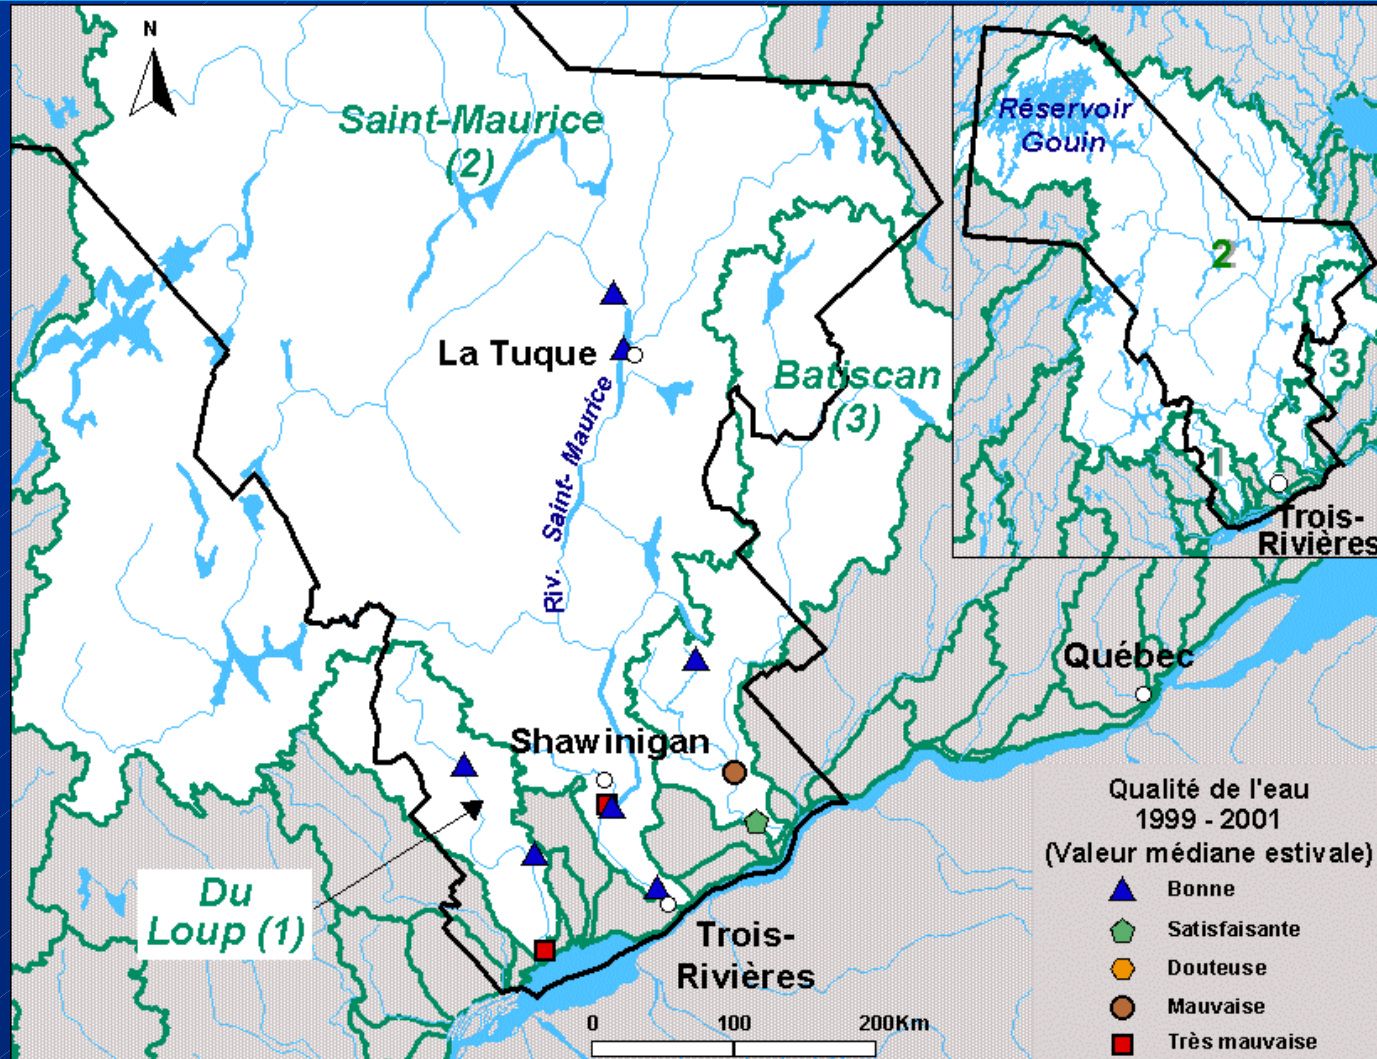 N
Saint-Maurice
(2)
Réservoir
Gouin
2
3
1
Trois-
Rivières
La Tuque
Batiscan
(3)
Riv. Saint- Maurice
Québec
Shawinigan
Du
Loup (1)
Trois-
Rivières
0 100 200Km
Qualité de l'eau
1999 - 2001
(Valeur médiane estivale)
Bonne
Satisfaisante
Douteuse
Mauvaise
Très mauvaise